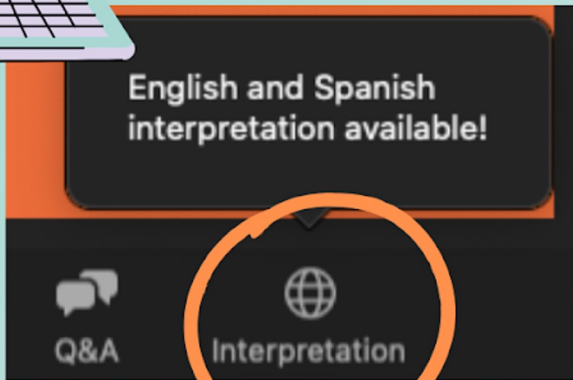 English and Spanish
interpretation available!
Q&A
Interpretation